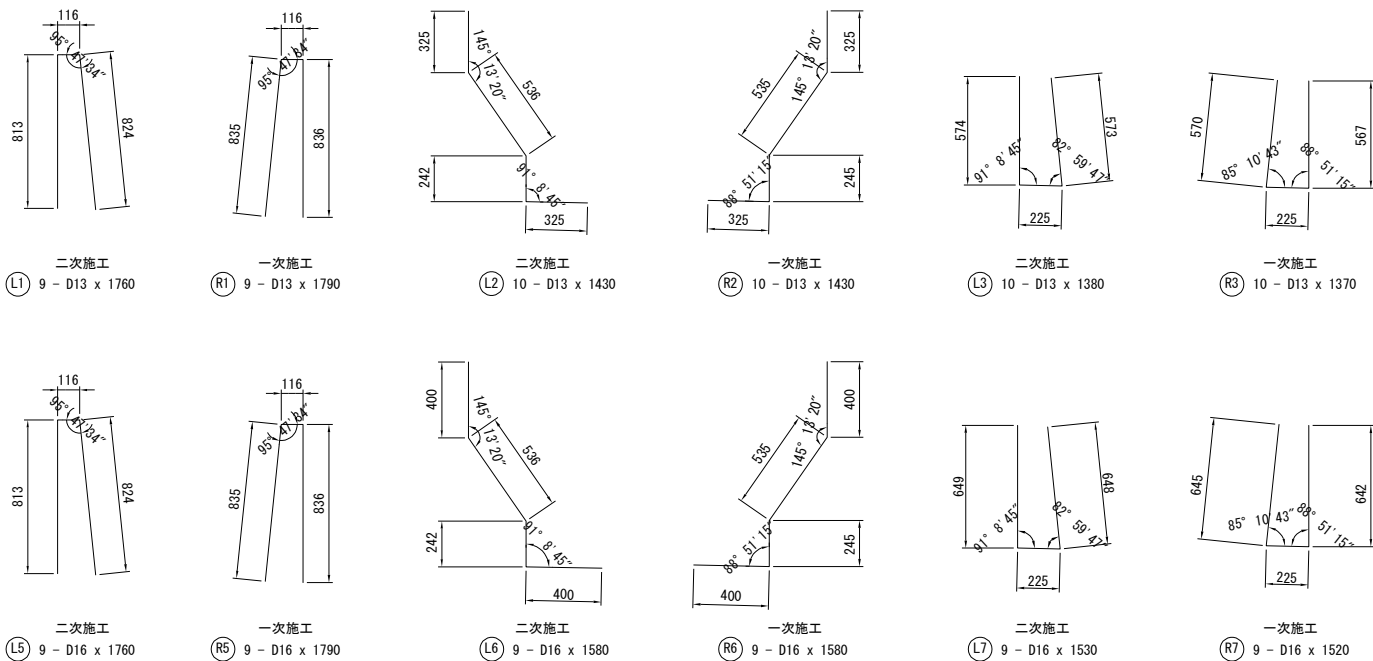 116
95° 47' 34"
813
824
二次施工
L1 9 - D13 x 1760
116
95° 47' 34"
835
836
一次施工
R1 9 - D13 x 1790
325
145° 13' 20"
536
242
91° 8' 45"
325
二次施工
L2 10 - D13 x 1430
325
145° 13' 20"
535
245
88° 51' 15"
325
一次施工
R2 10 - D13 x 1430
574
573
91° 8' 45"
82° 59' 47"
225
二次施工
L3 10 - D13 x 1380
570
567
85° 10' 43"
88° 51' 15"
225
一次施工
R3 10 - D13 x 1370
116
95° 47' 34"
813
824
二次施工
L5 9 - D16 x 1760
116
95° 47' 34"
835
836
一次施工
R5 9 - D16 x 1790
400
145° 13' 20"
536
242
91° 8' 45"
400
二次施工
L6 9 - D16 x 1580
400
145° 13' 20"
535
245
88° 51' 15"
400
一次施工
R6 9 - D16 x 1580
649
648
91° 8' 45"
82° 59' 47"
225
二次施工
L7 9 - D16 x 1530
645
642
85° 10' 43"
88° 51' 15"
225
一次施工
R7 9 - D16 x 1520